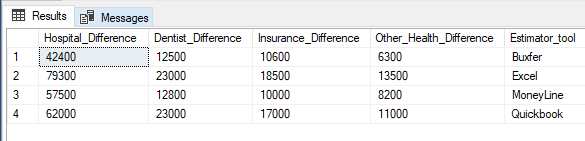 Results Messages
Hospital_Difference Dentist_Difference Insurance_Difference Other_Health_Difference Estimator_tool
1 42400 12500 10600 6300 Buxfer
2 79300 23000 18500 13500 Excel
3 57500 12800 10000 8200 MoneyLine
4 62000 23000 17000 11000 Quickbook